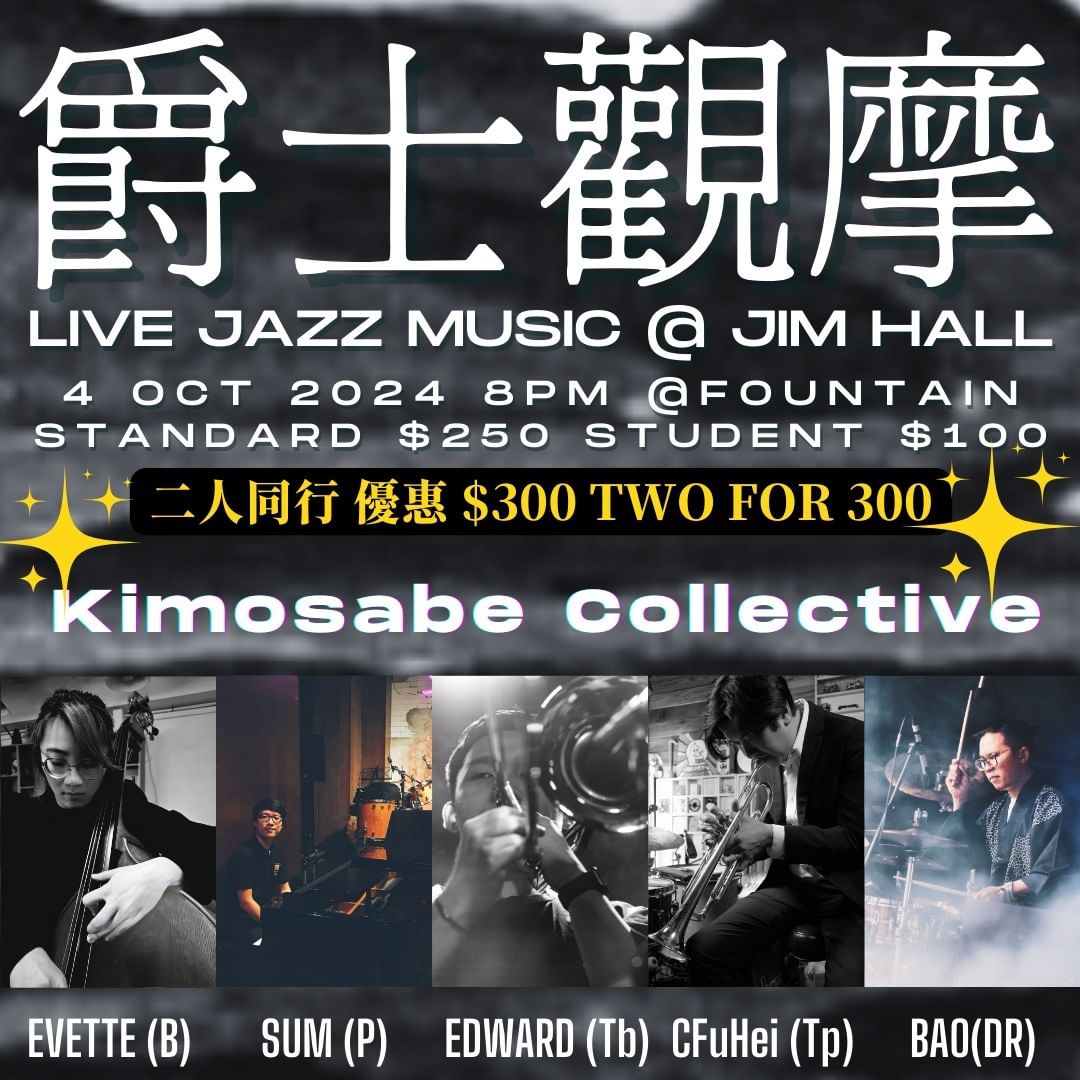 爵士觀摩
LIVE JAZZ MUSIC @ JIM HALL
4 OCT 2024 8PM @FOUNTAIN
STANDARD $250 STUDENT $100
二人同行 優惠 $300 TWO FOR 300
Kimosabe Collective
EVETTE (B) SUM (P) EDWARD (Tb) CFuHei (Tp) BAO(DR)